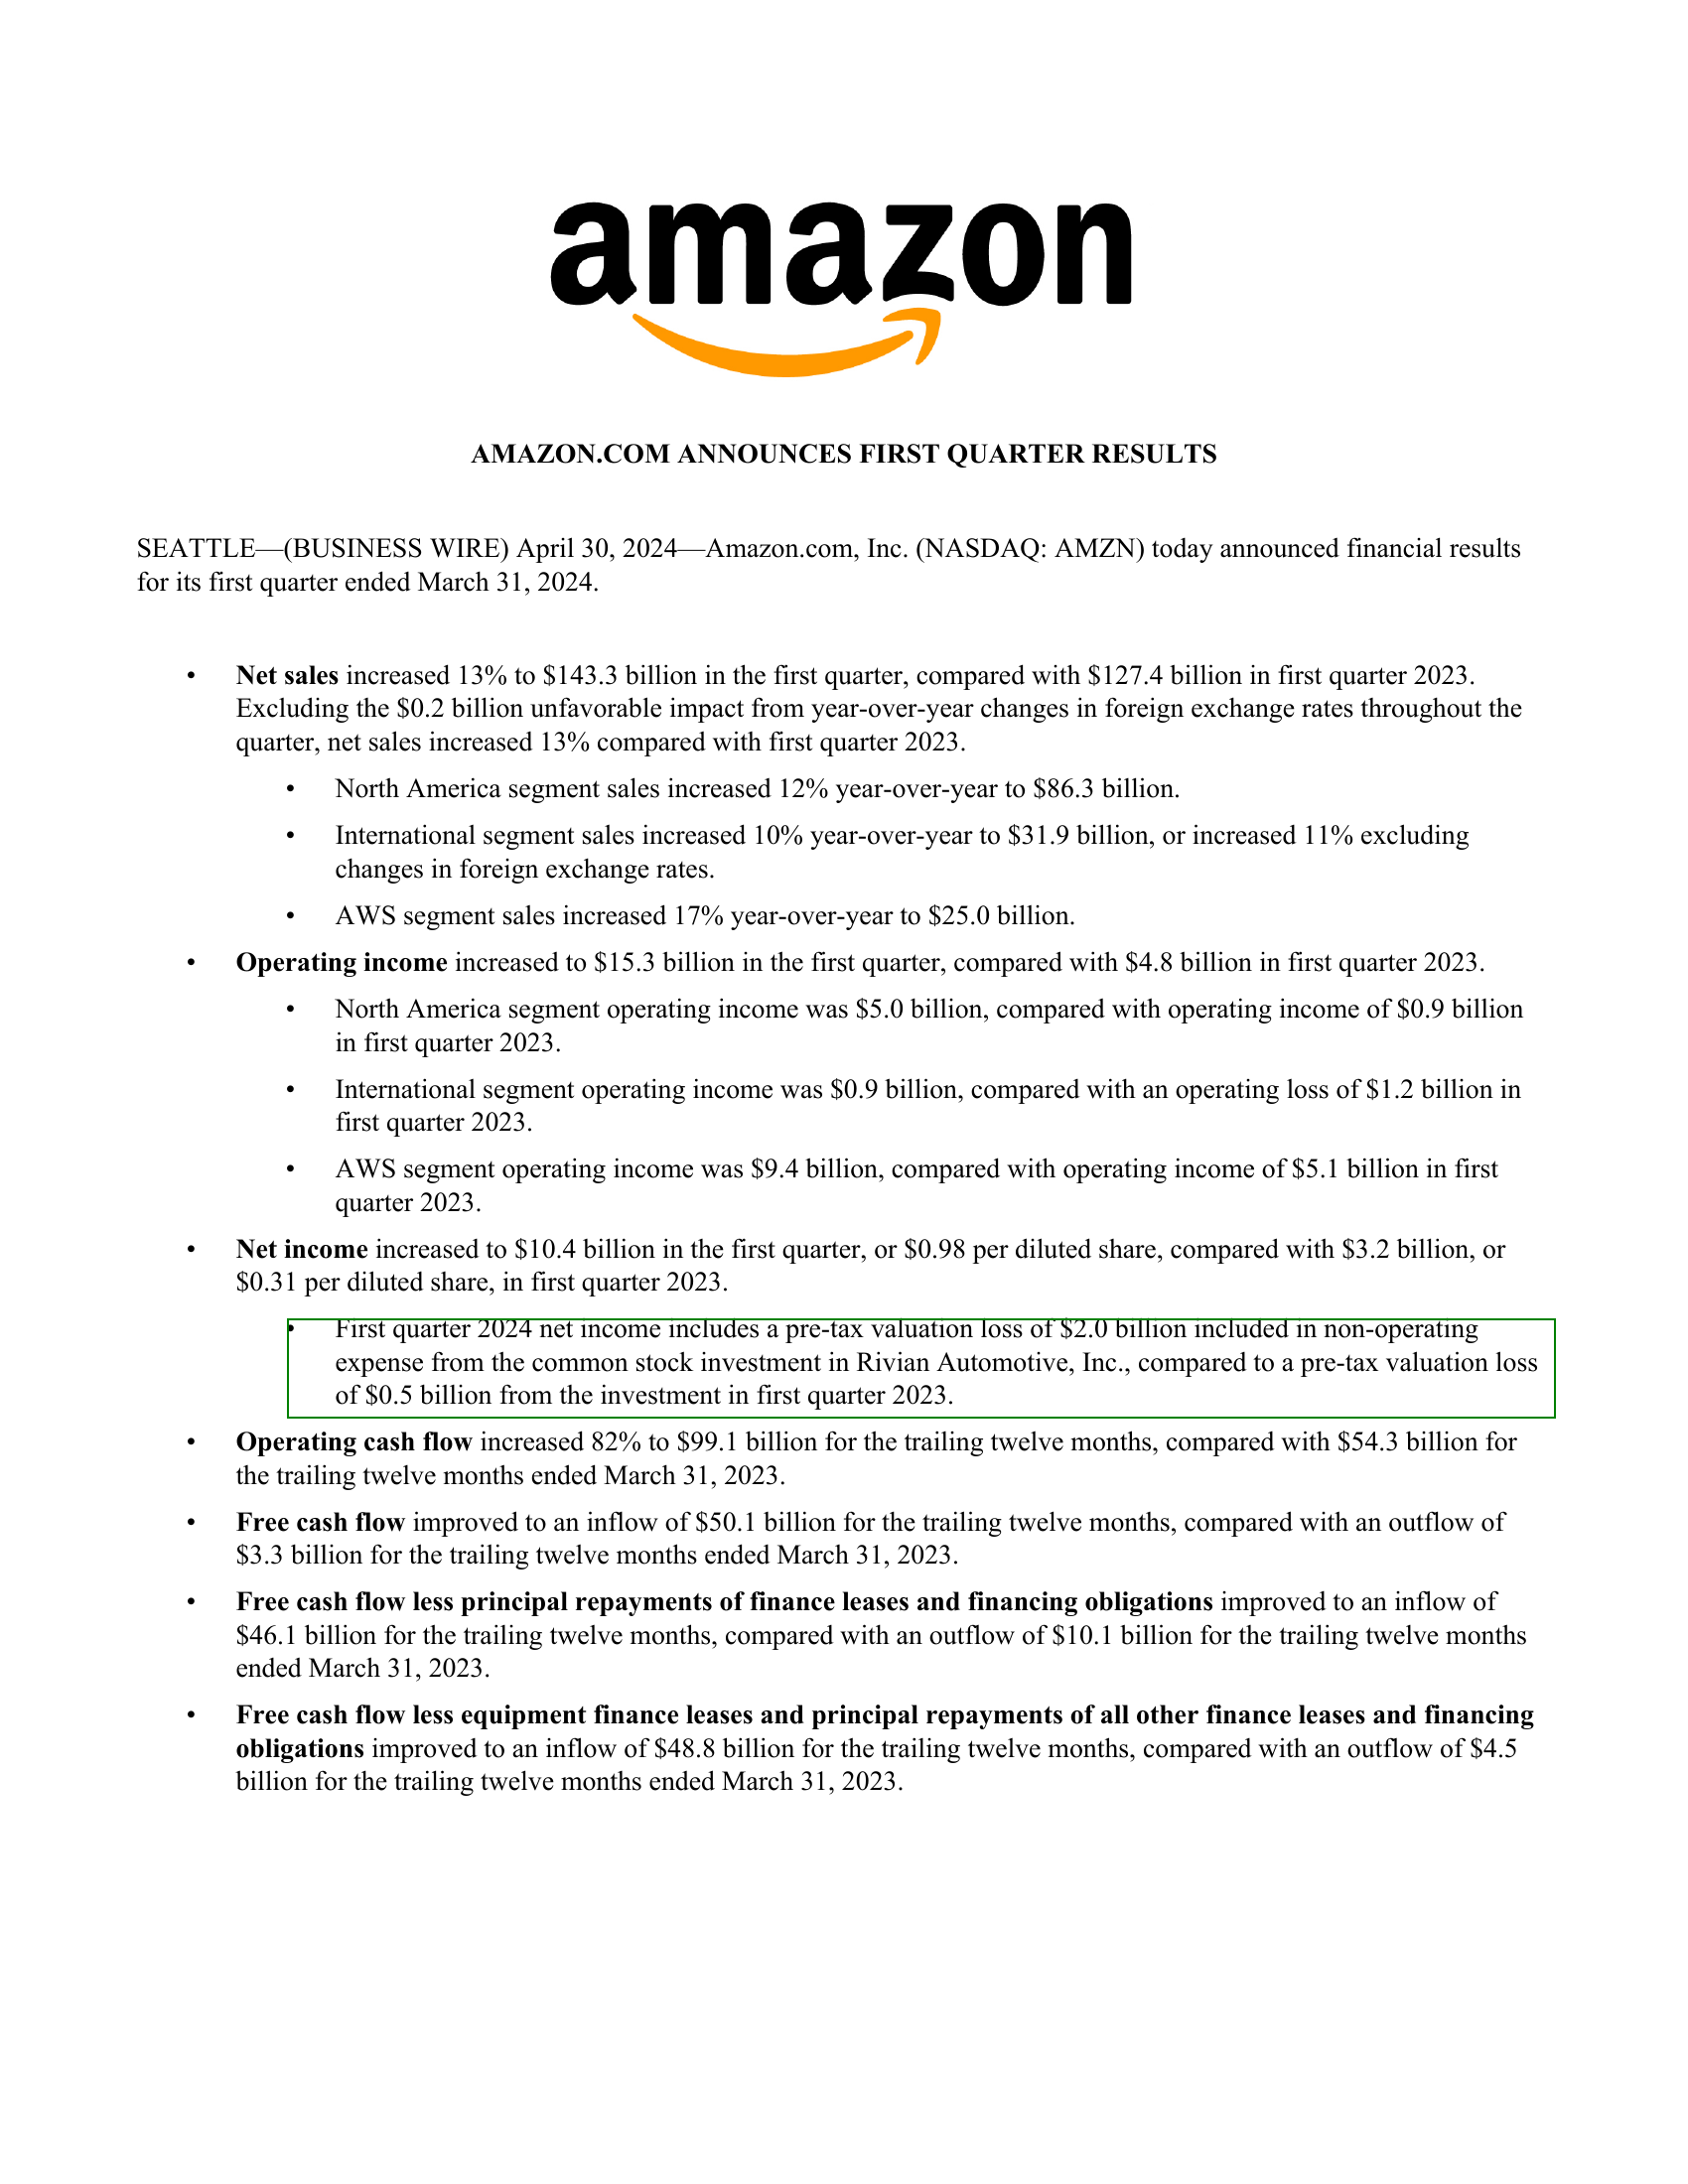 amazon
AMAZON.COM ANNOUNCES FIRST QUARTER RESULTS
SEATTLE—(BUSINESS WIRE) April 30, 2024—Amazon.com, Inc. (NASDAQ: AMZN) today announced financial results
for its first quarter ended March 31, 2024.
• Net sales increased 13% to $143.3 billion in the first quarter, compared with $127.4 billion in first quarter 2023.
Excluding the $0.2 billion unfavorable impact from year-over-year changes in foreign exchange rates throughout the
quarter, net sales increased 13% compared with first quarter 2023.
• North America segment sales increased 12% year-over-year to $86.3 billion.
• International segment sales increased 10% year-over-year to $31.9 billion, or increased 11% excluding
changes in foreign exchange rates.
• AWS segment sales increased 17% year-over-year to $25.0 billion.
• Operating income increased to $15.3 billion in the first quarter, compared with $4.8 billion in first quarter 2023.
• North America segment operating income was $5.0 billion, compared with operating income of $0.9 billion
in first quarter 2023.
• International segment operating income was $0.9 billion, compared with an operating loss of $1.2 billion in
first quarter 2023.
• AWS segment operating income was $9.4 billion, compared with operating income of $5.1 billion in first
quarter 2023.
• Net income increased to $10.4 billion in the first quarter, or $0.98 per diluted share, compared with $3.2 billion, or
$0.31 per diluted share, in first quarter 2023.
• First quarter 2024 net income includes a pre-tax valuation loss of $2.0 billion included in non-operating
expense from the common stock investment in Rivian Automotive, Inc., compared to a pre-tax valuation loss
of $0.5 billion from the investment in first quarter 2023.
• Operating cash flow increased 82% to $99.1 billion for the trailing twelve months, compared with $54.3 billion for
the trailing twelve months ended March 31, 2023.
• Free cash flow improved to an inflow of $50.1 billion for the trailing twelve months, compared with an outflow of
$3.3 billion for the trailing twelve months ended March 31, 2023.
• Free cash flow less principal repayments of finance leases and financing obligations improved to an inflow of
$46.1 billion for the trailing twelve months, compared with an outflow of $10.1 billion for the trailing twelve months
ended March 31, 2023.
• Free cash flow less equipment finance leases and principal repayments of all other finance leases and financing
obligations improved to an inflow of $48.8 billion for the trailing twelve months, compared with an outflow of $4.5
billion for the trailing twelve months ended March 31, 2023.